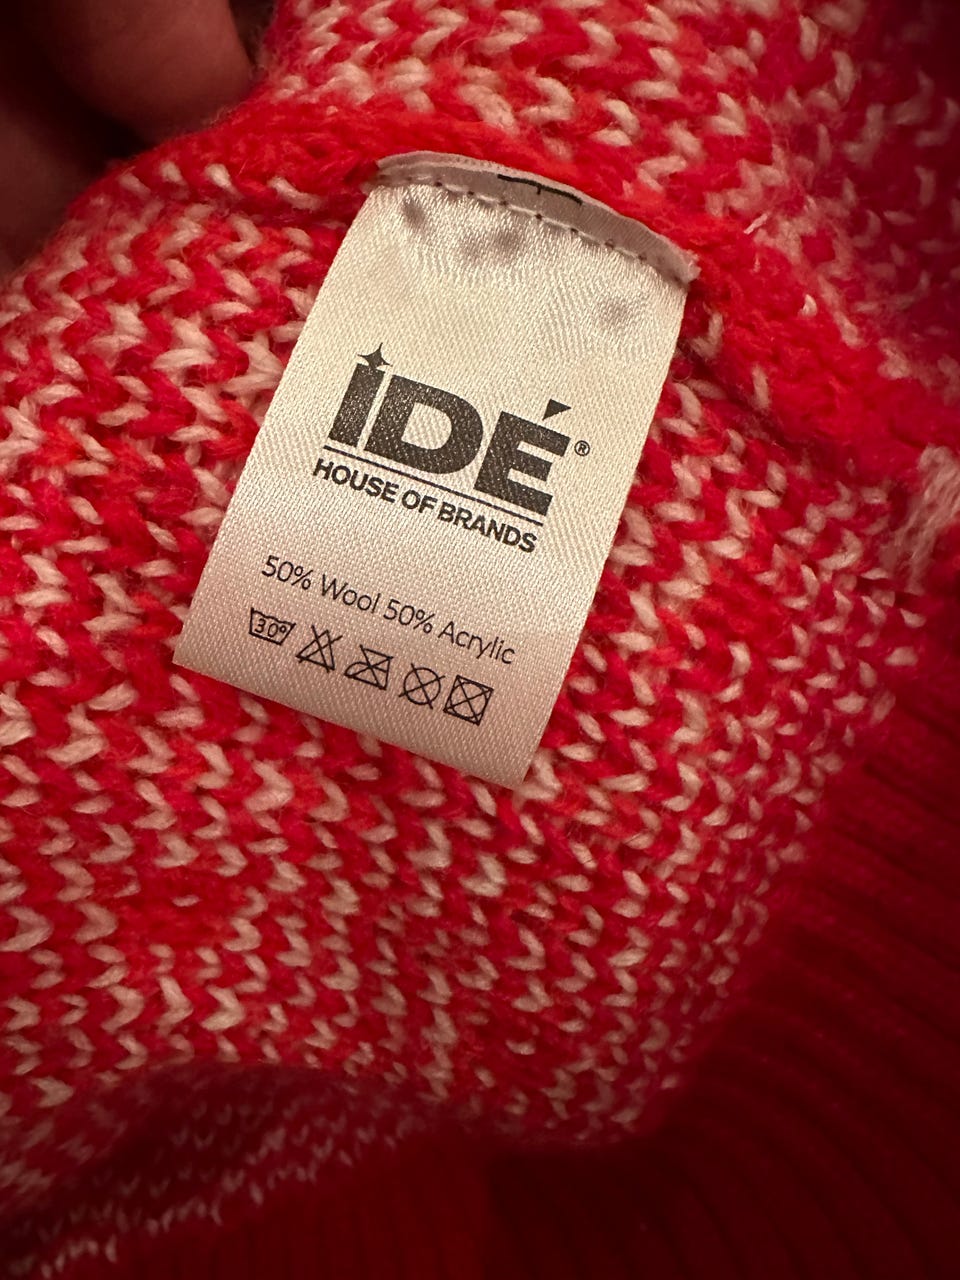 IDÉ®
HOUSE OF BRANDS
50% Wool 50% Acrylic
30°